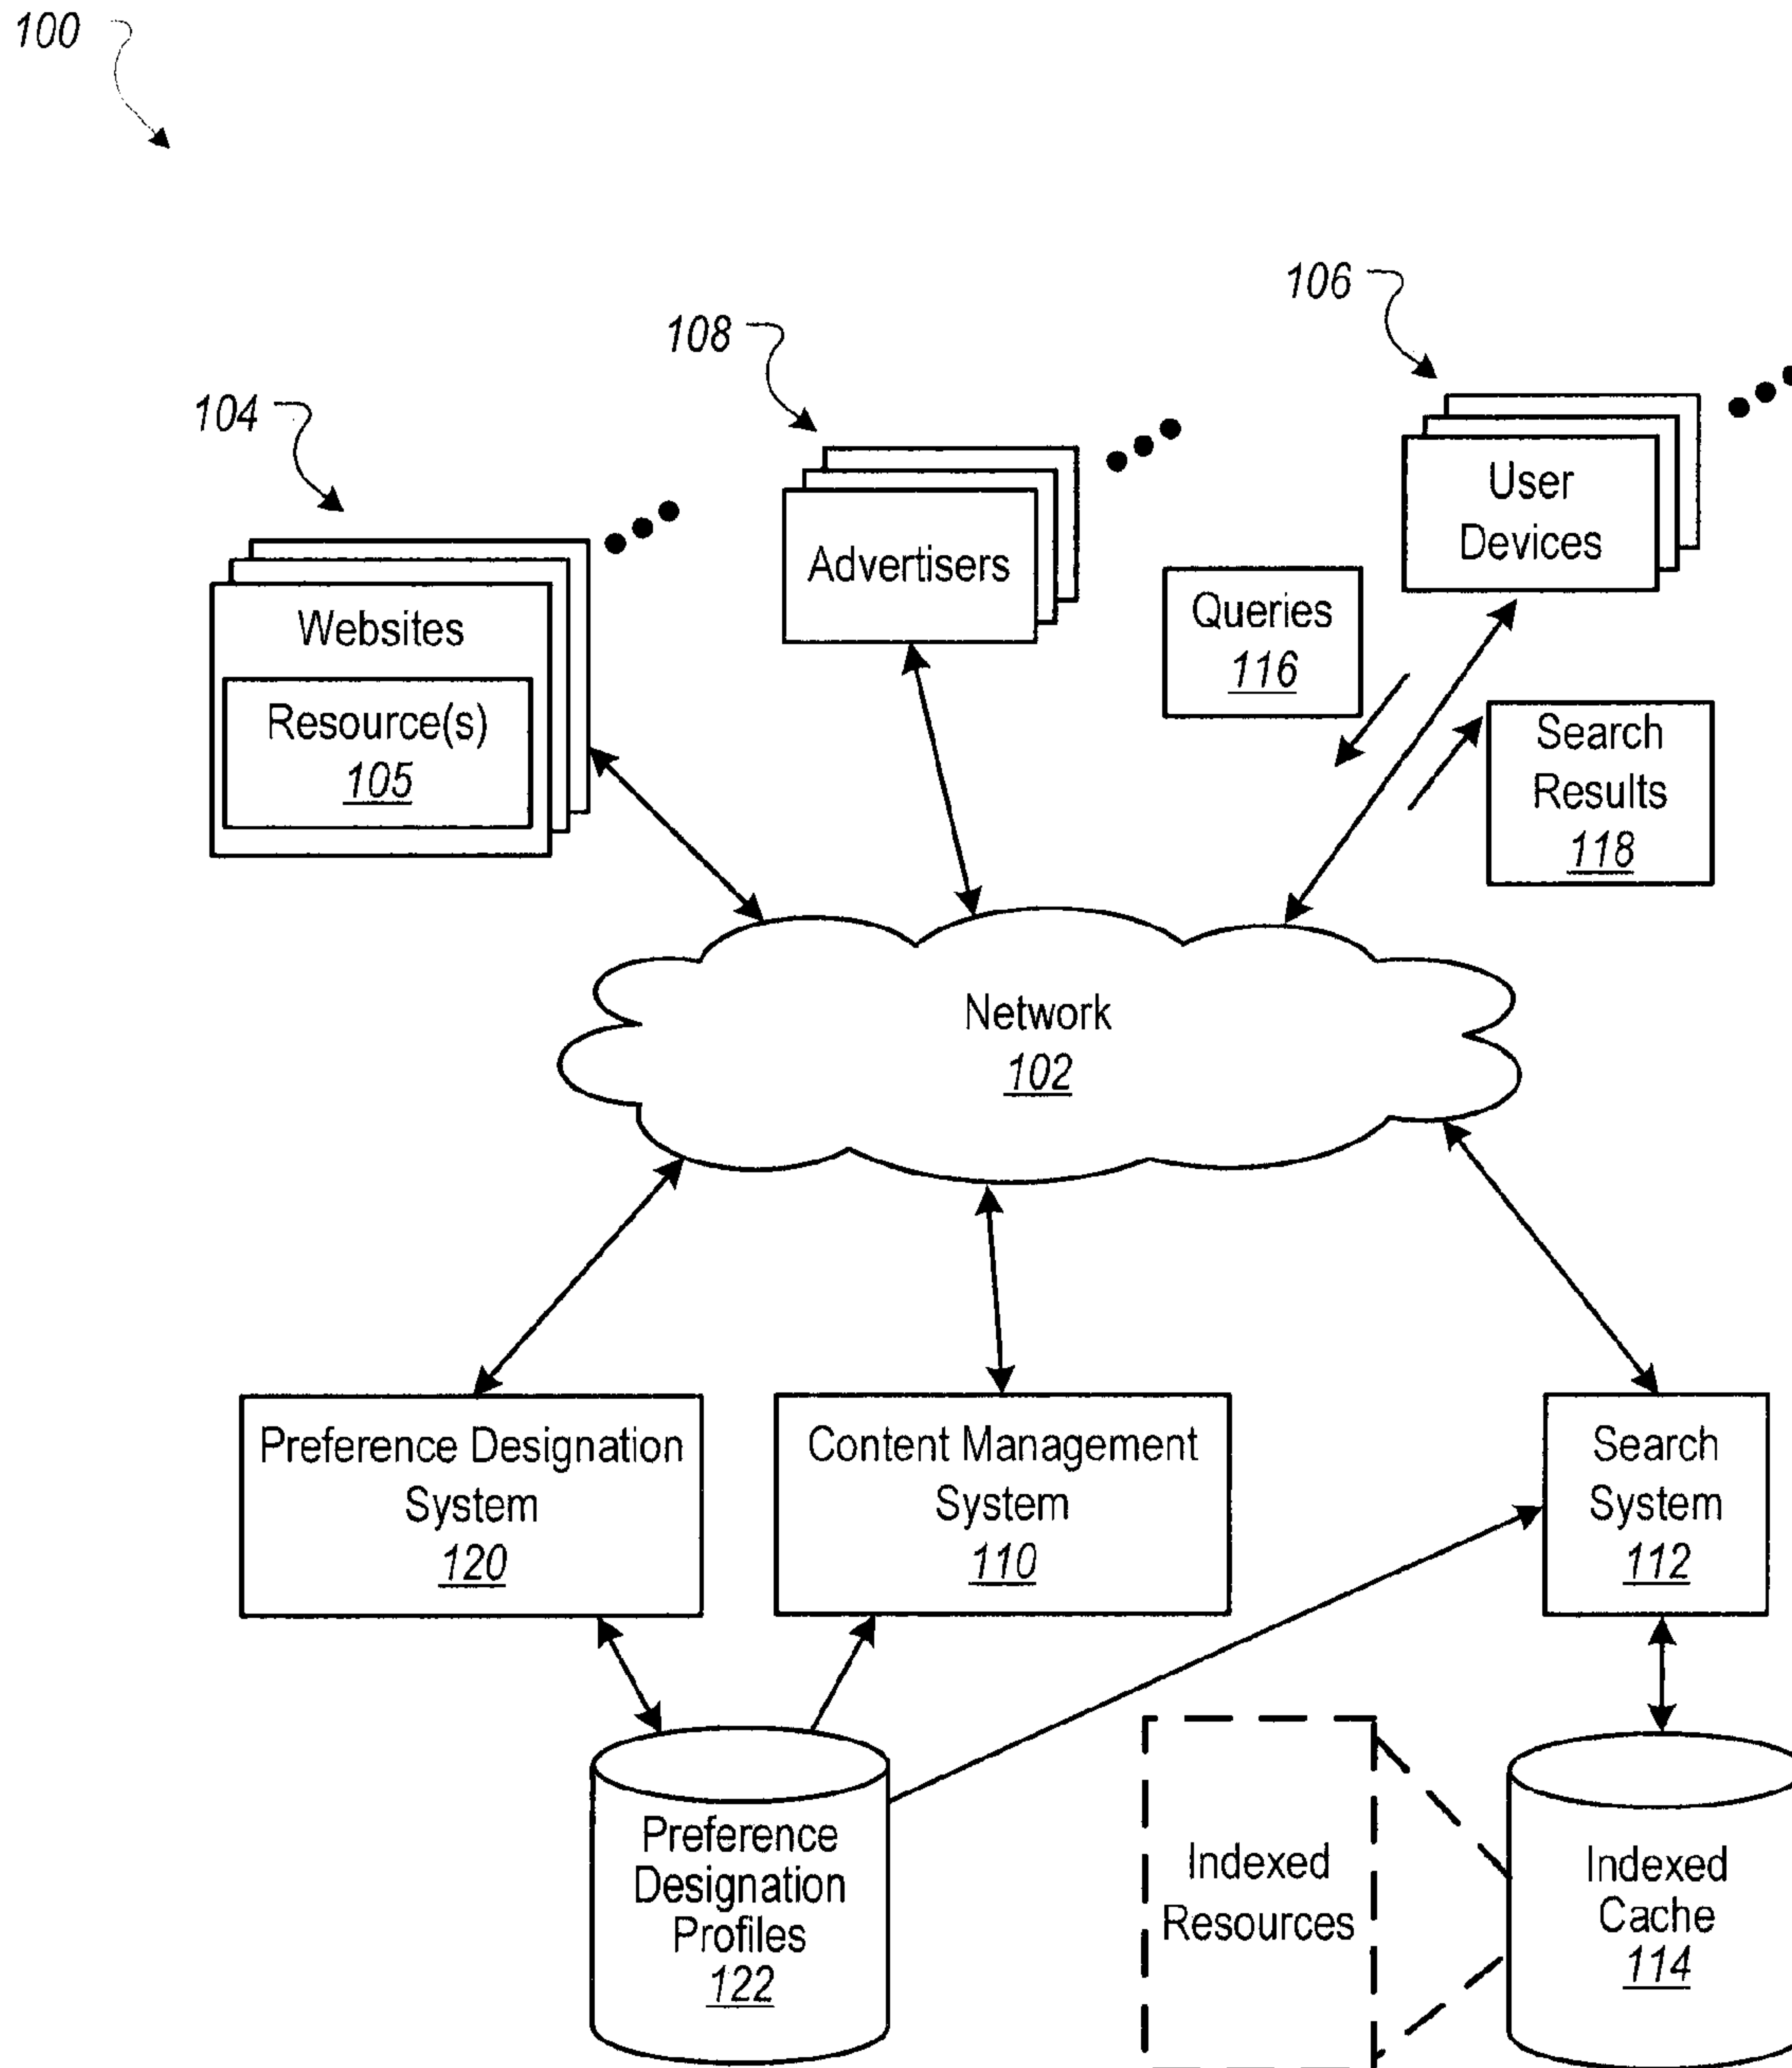 100
106
108
104
User
Devices
Advertisers
Queries
116
Websites
Resource(s)
105
Search
Results
118
Network
102
Preference Designation
System
120
Content Management
System
110
Search
System
112
Preference
Designation
Profiles
122
Indexed
Resources
Indexed
Cache
114